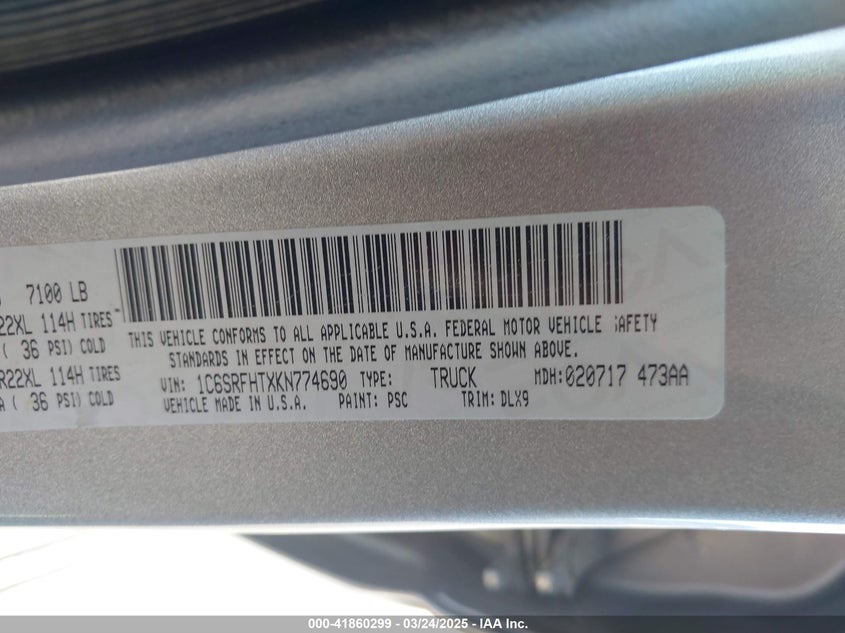 7100 LB
R22XL 114H TIRES
( 36 PSI) COLD
R22XL 114H TIRES
A ( 36 PSI) COLD
THIS VEHICLE CONFORMS TO ALL APPLICABLE U.S.A. FEDERAL MOTOR VEHICLE SAFETY
STANDARDS IN EFFECT ON THE DATE OF MANUFACTURE SHOWN ABOVE.
VIN: 1C6SRFHTXKN774690 TYPE: TRUCK MDH:020717 473AA
VEHICLE MADE IN U.S.A. PAINT: PSC TRIM: DLX9
000-41860299 - 03/24/2025 - IAA Inc.